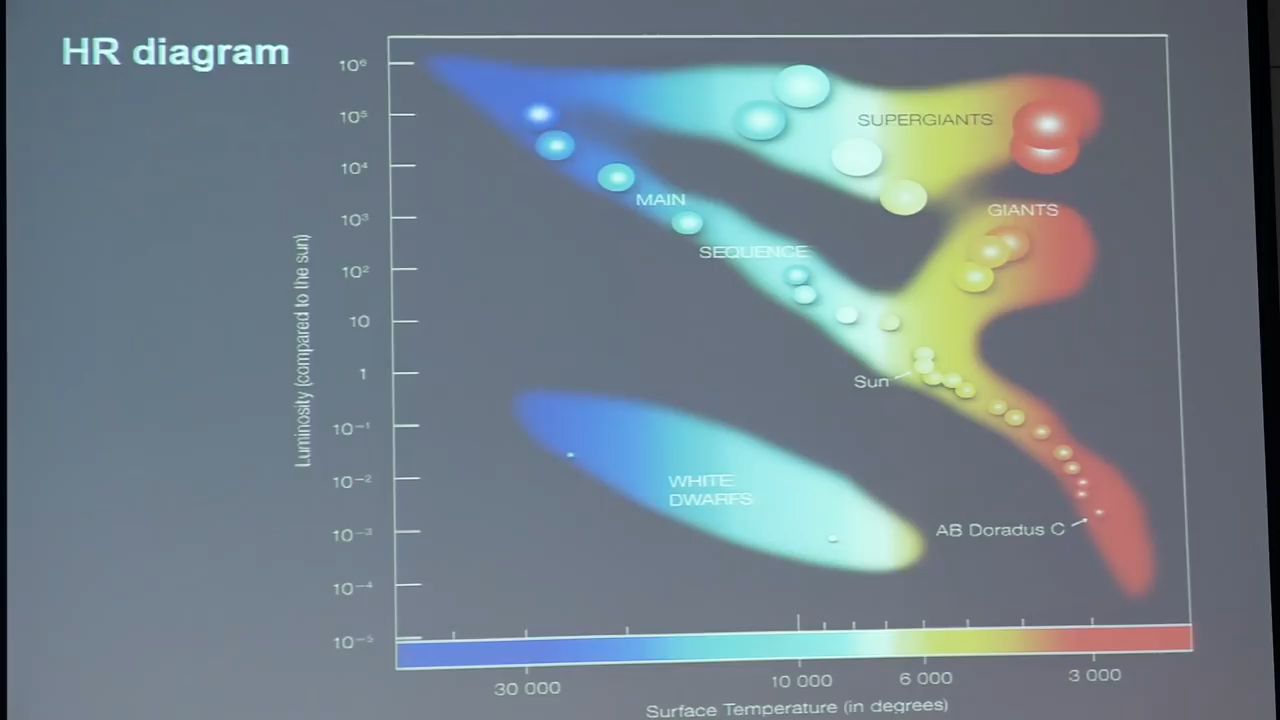 HR diagram
10⁶
10⁵
10⁴
10³
10²
10
1
10⁻¹
10⁻²
10⁻³
10⁻⁴
10⁻⁵
Luminosity (compared to the sun)
SUPERGIANTS
MAIN
GIANTS
SEQUENCE
Sun
WHITE
DWARFS
AB Doradus C
30 000
10 000
6 000
3 000
Surface Temperature (in degrees)